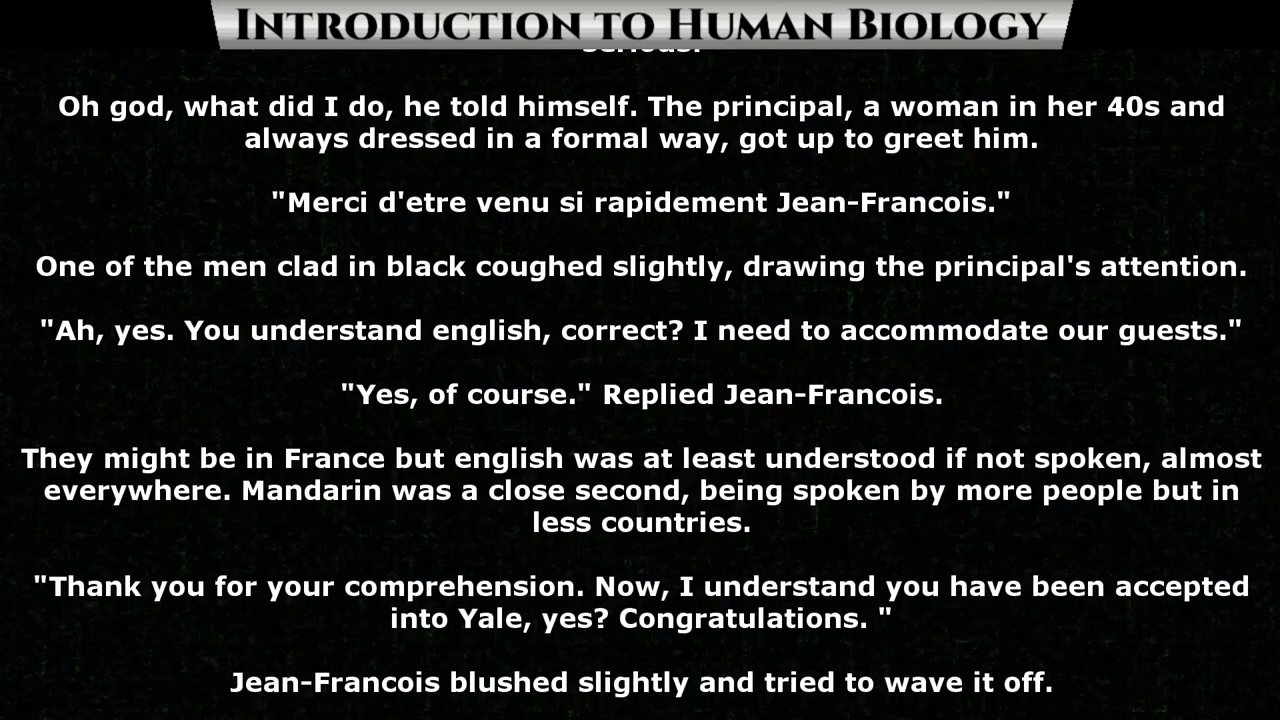 Introduction to Human Biology
Oh god, what did I do, he told himself. The principal, a woman in her 40s and
always dressed in a formal way, got up to greet him.
"Merci d'etre venu si rapidement Jean-Francois."
One of the men clad in black coughed slightly, drawing the principal's attention.
"Ah, yes. You understand english, correct? I need to accommodate our guests."
"Yes, of course." Replied Jean-Francois.
They might be in France but english was at least understood if not spoken, almost
everywhere. Mandarin was a close second, being spoken by more people but in
less countries.
"Thank you for your comprehension. Now, I understand you have been accepted
into Yale, yes? Congratulations. "
Jean-Francois blushed slightly and tried to wave it off.